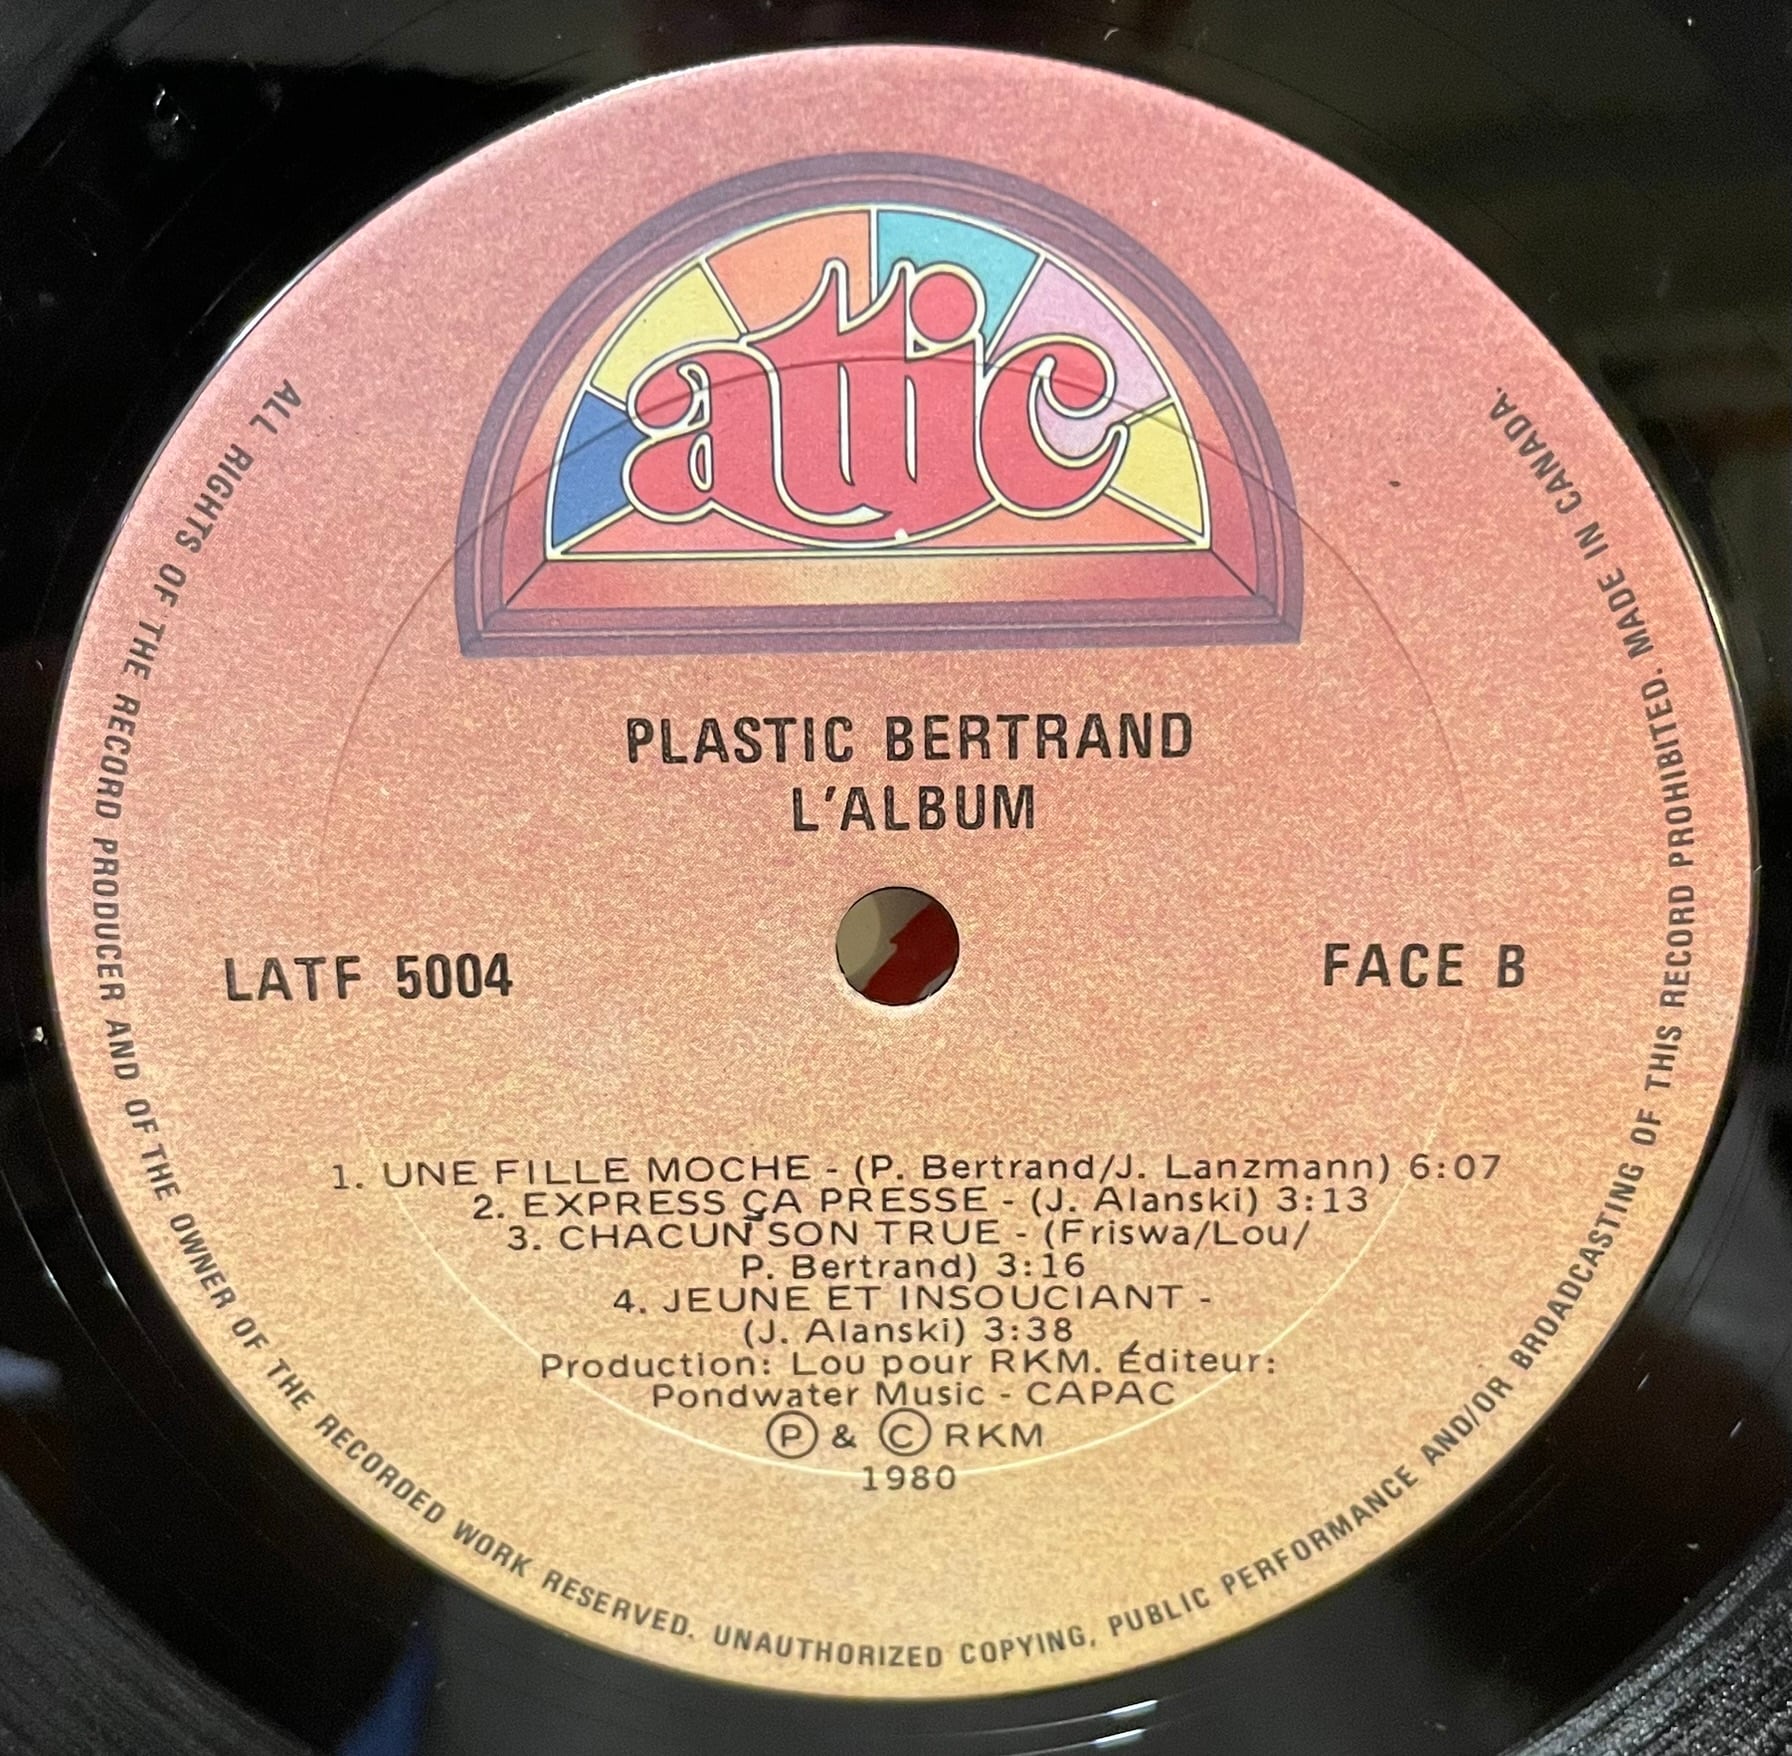 attic
PLASTIC BERTRAND
L'ALBUM
LATF 5004
FACE B
1. UNE FILLE MOCHE - (P. Bertrand/J. Lanzmann) 6:07
2. EXPRESS ÇA PRESSE - (J. Alanski) 3:13
3. CHACUN SON TRUE - (Friswa/Lou/
P. Bertrand) 3:16
4. JEUNE ET INSOUCIANT -
(J. Alanski) 3:38
Production: Lou pour RKM. Éditeur:
Pondwater Music - CAPAC
Ⓟ & Ⓒ RKM
1980
ALL RIGHTS OF THE RECORD PRODUCER AND OF THE OWNER OF THE RECORDED WORK RESERVED. UNAUTHORIZED COPYING, PUBLIC PERFORMANCE AND/OR BROADCASTING OF THIS RECORD PROHIBITED. MADE IN CANADA.